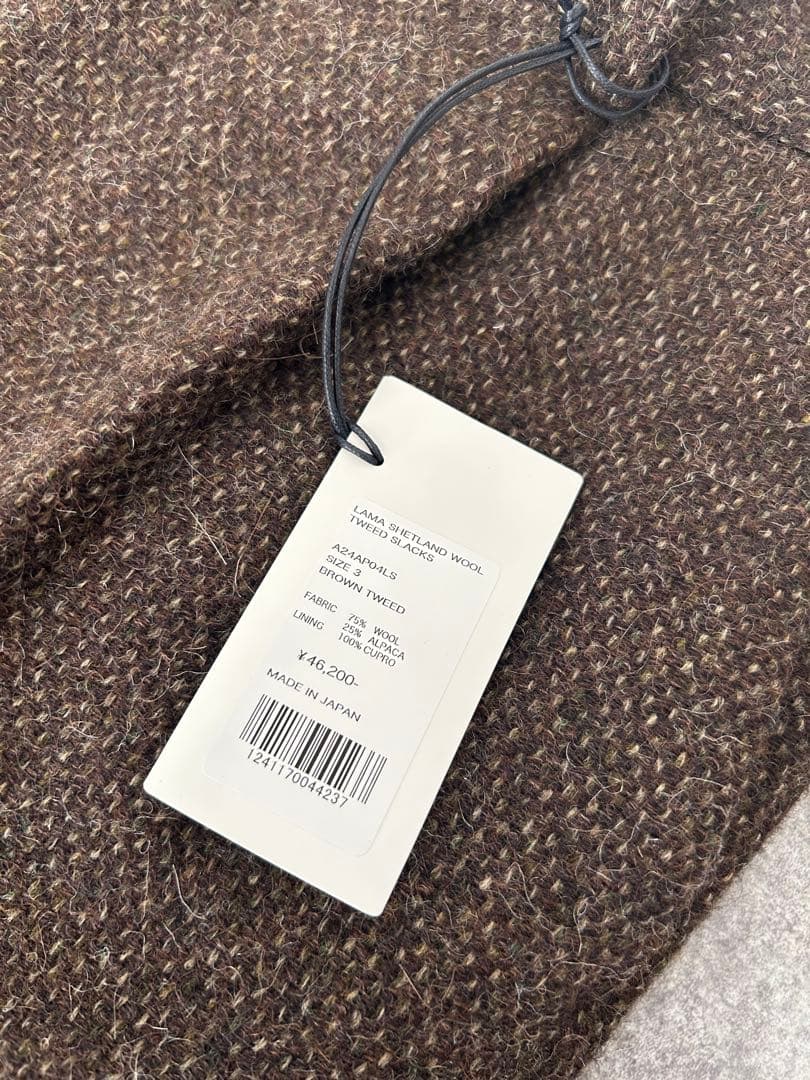 LAMA SHETLAND WOOL
TWEED SLACKS
A24AP04LS
SIZE 3
BROWN TWEED
FABRIC 75% WOOL
25% ALPACA
LINING 100% CUPRO
¥46,200-
MADE IN JAPAN
1241170044237